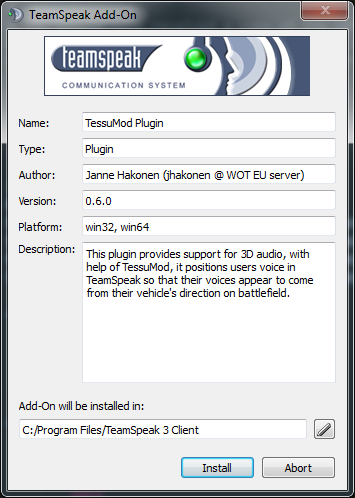 TeamSpeak Add-On
teamspeak
COMMUNICATION SYSTEM
Name: TessuMod Plugin
Type: Plugin
Author: Janne Hakonen (jhakonen @ WOT EU server)
Version: 0.6.0
Platform: win32, win64
Description: This plugin provides support for 3D audio, with
help of TessuMod, it positions users voice in
TeamSpeak so that their voices appear to come
from their vehicle's direction on battlefield.
Add-On will be installed in:
C:/Program Files/TeamSpeak 3 Client
Install Abort